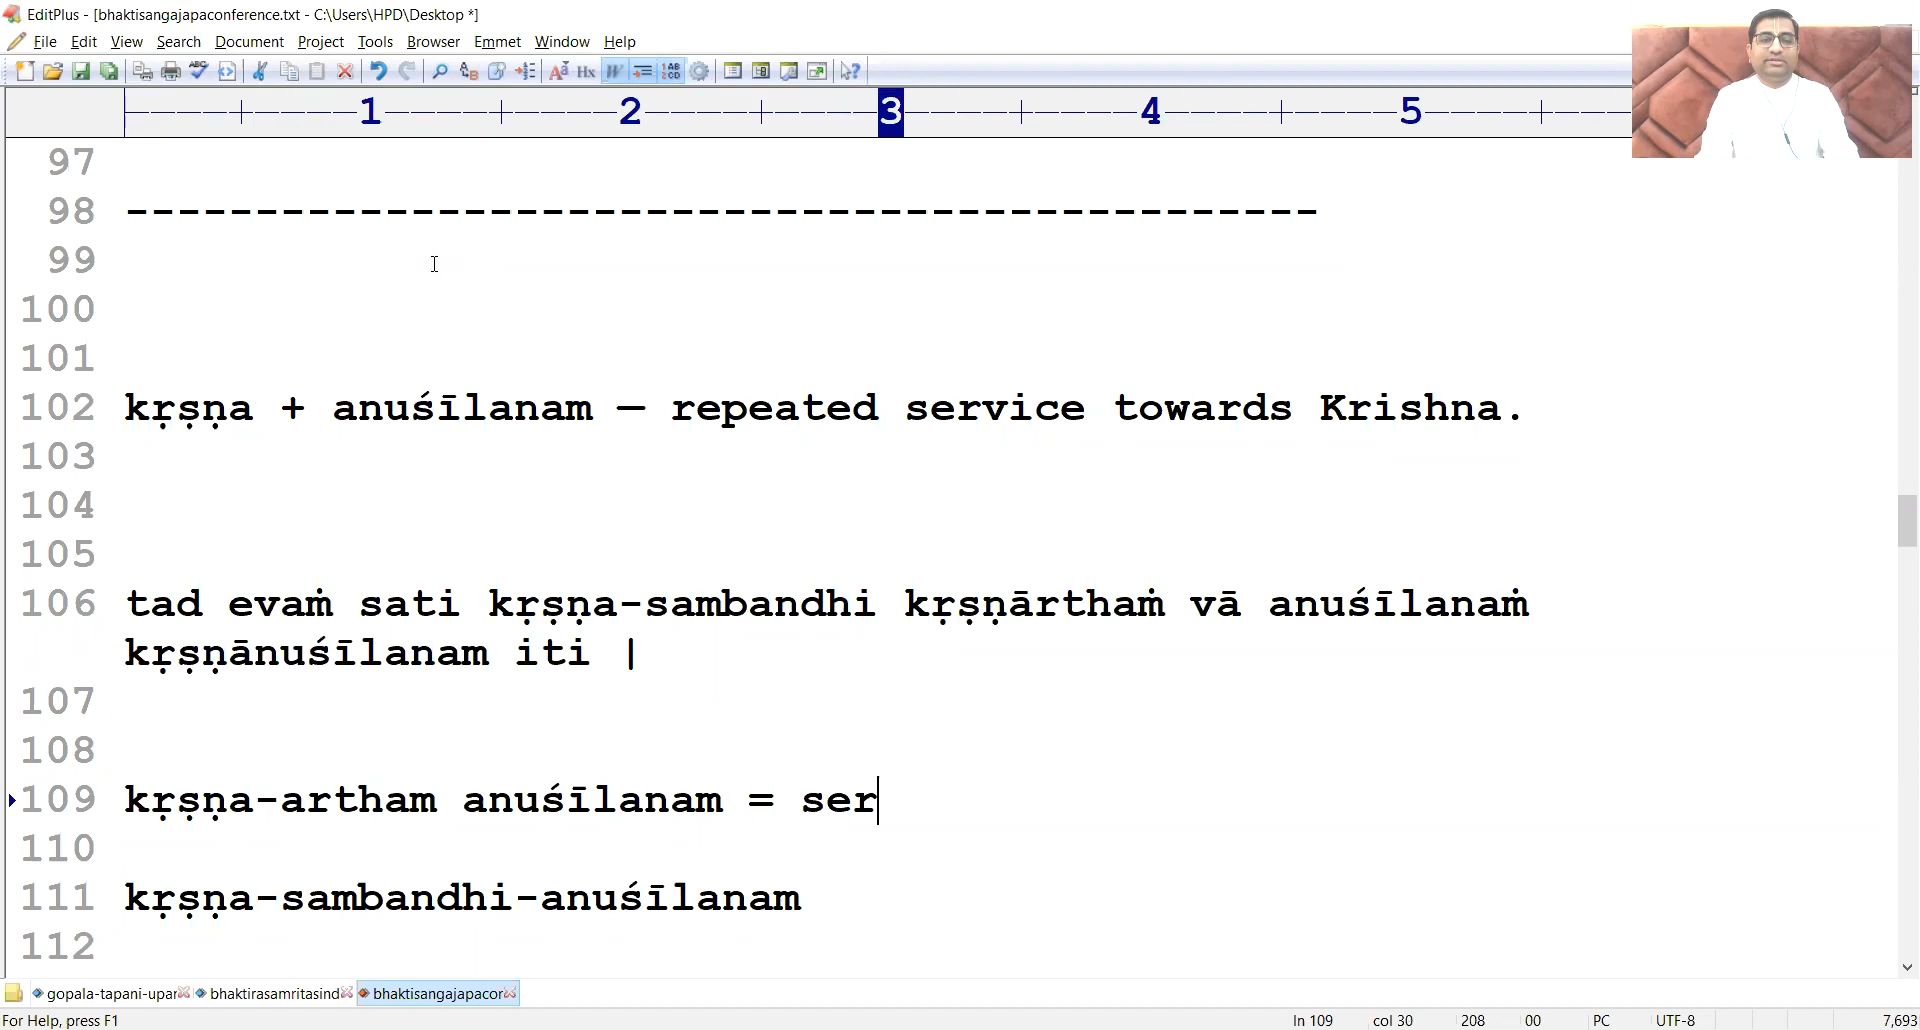 EditPlus - [bhaktisangajapaconference.txt - C:\Users\HPD\Desktop *]
File Edit View Search Document Project Tools Browser Emmet Window Help
1 2 3 4 5
97
98 ----------------------------------------------
99
100
101
102 kṛṣṇa + anuśīlanam — repeated service towards Krishna.
103
104
105
106 tad evaṁ sati kṛṣṇa-sambandhi kṛṣṇārthaṁ vā anuśīlanaṁ
kṛṣṇānuśīlanam iti |
107
108
109 kṛṣṇa-artham anuśīlanam = ser
110
111 kṛṣṇa-sambandhi-anuśīlanam
112
gopala-tapani-upar bhaktirasamritasind bhaktisangajapacor
For Help, press F1 ln 109 col 30 208 00 PC UTF-8 7,693